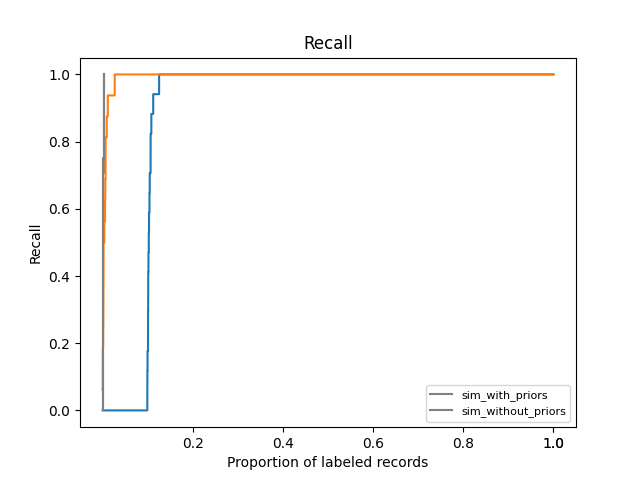 Recall
Recall
1.0
0.8
0.6
0.4
0.2
0.0
sim_with_priors
sim_without_priors
0.2 0.4 0.6 0.8 1.0 1.0
Proportion of labeled records